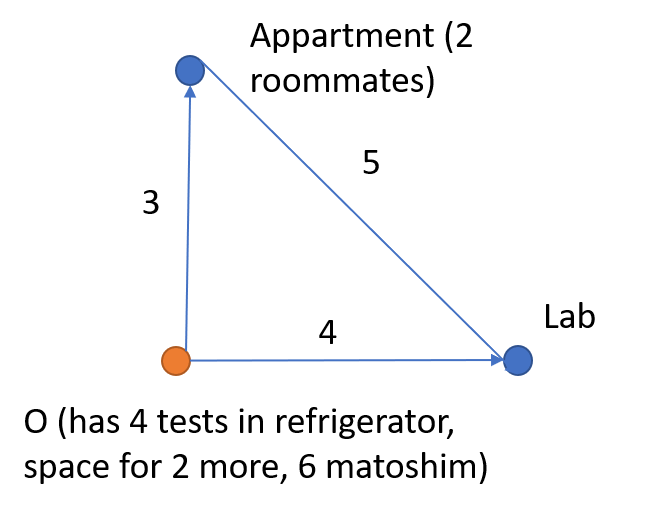 Appartment (2
roommates)
5
3
4
Lab
O (has 4 tests in refrigerator,
space for 2 more, 6 matoshim)